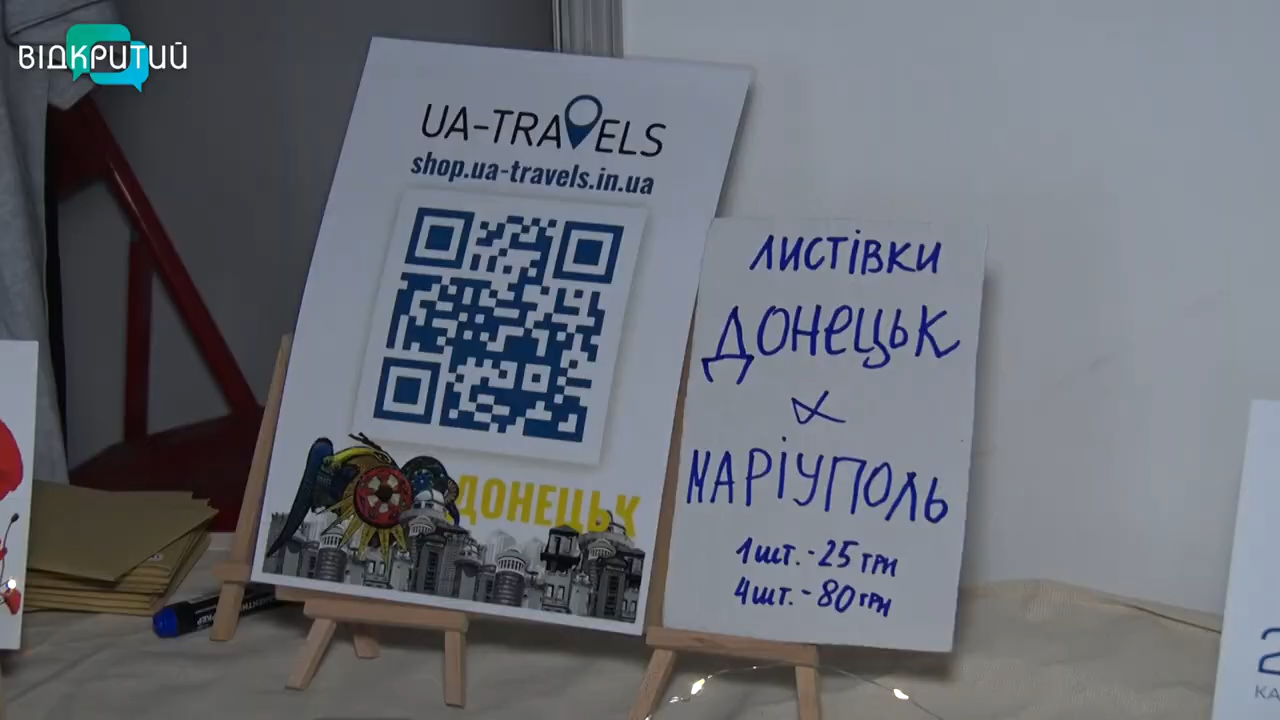 ВІДКРИТИЙ
UA-TRAVELS
shop.ua-travels.in.ua
ДОНЕЦЬК
ЛИСТІВКИ
ДОНЕЦЬК
&
МАРІУПОЛЬ
1 шт. - 25 грн
4 шт. - 80 грн